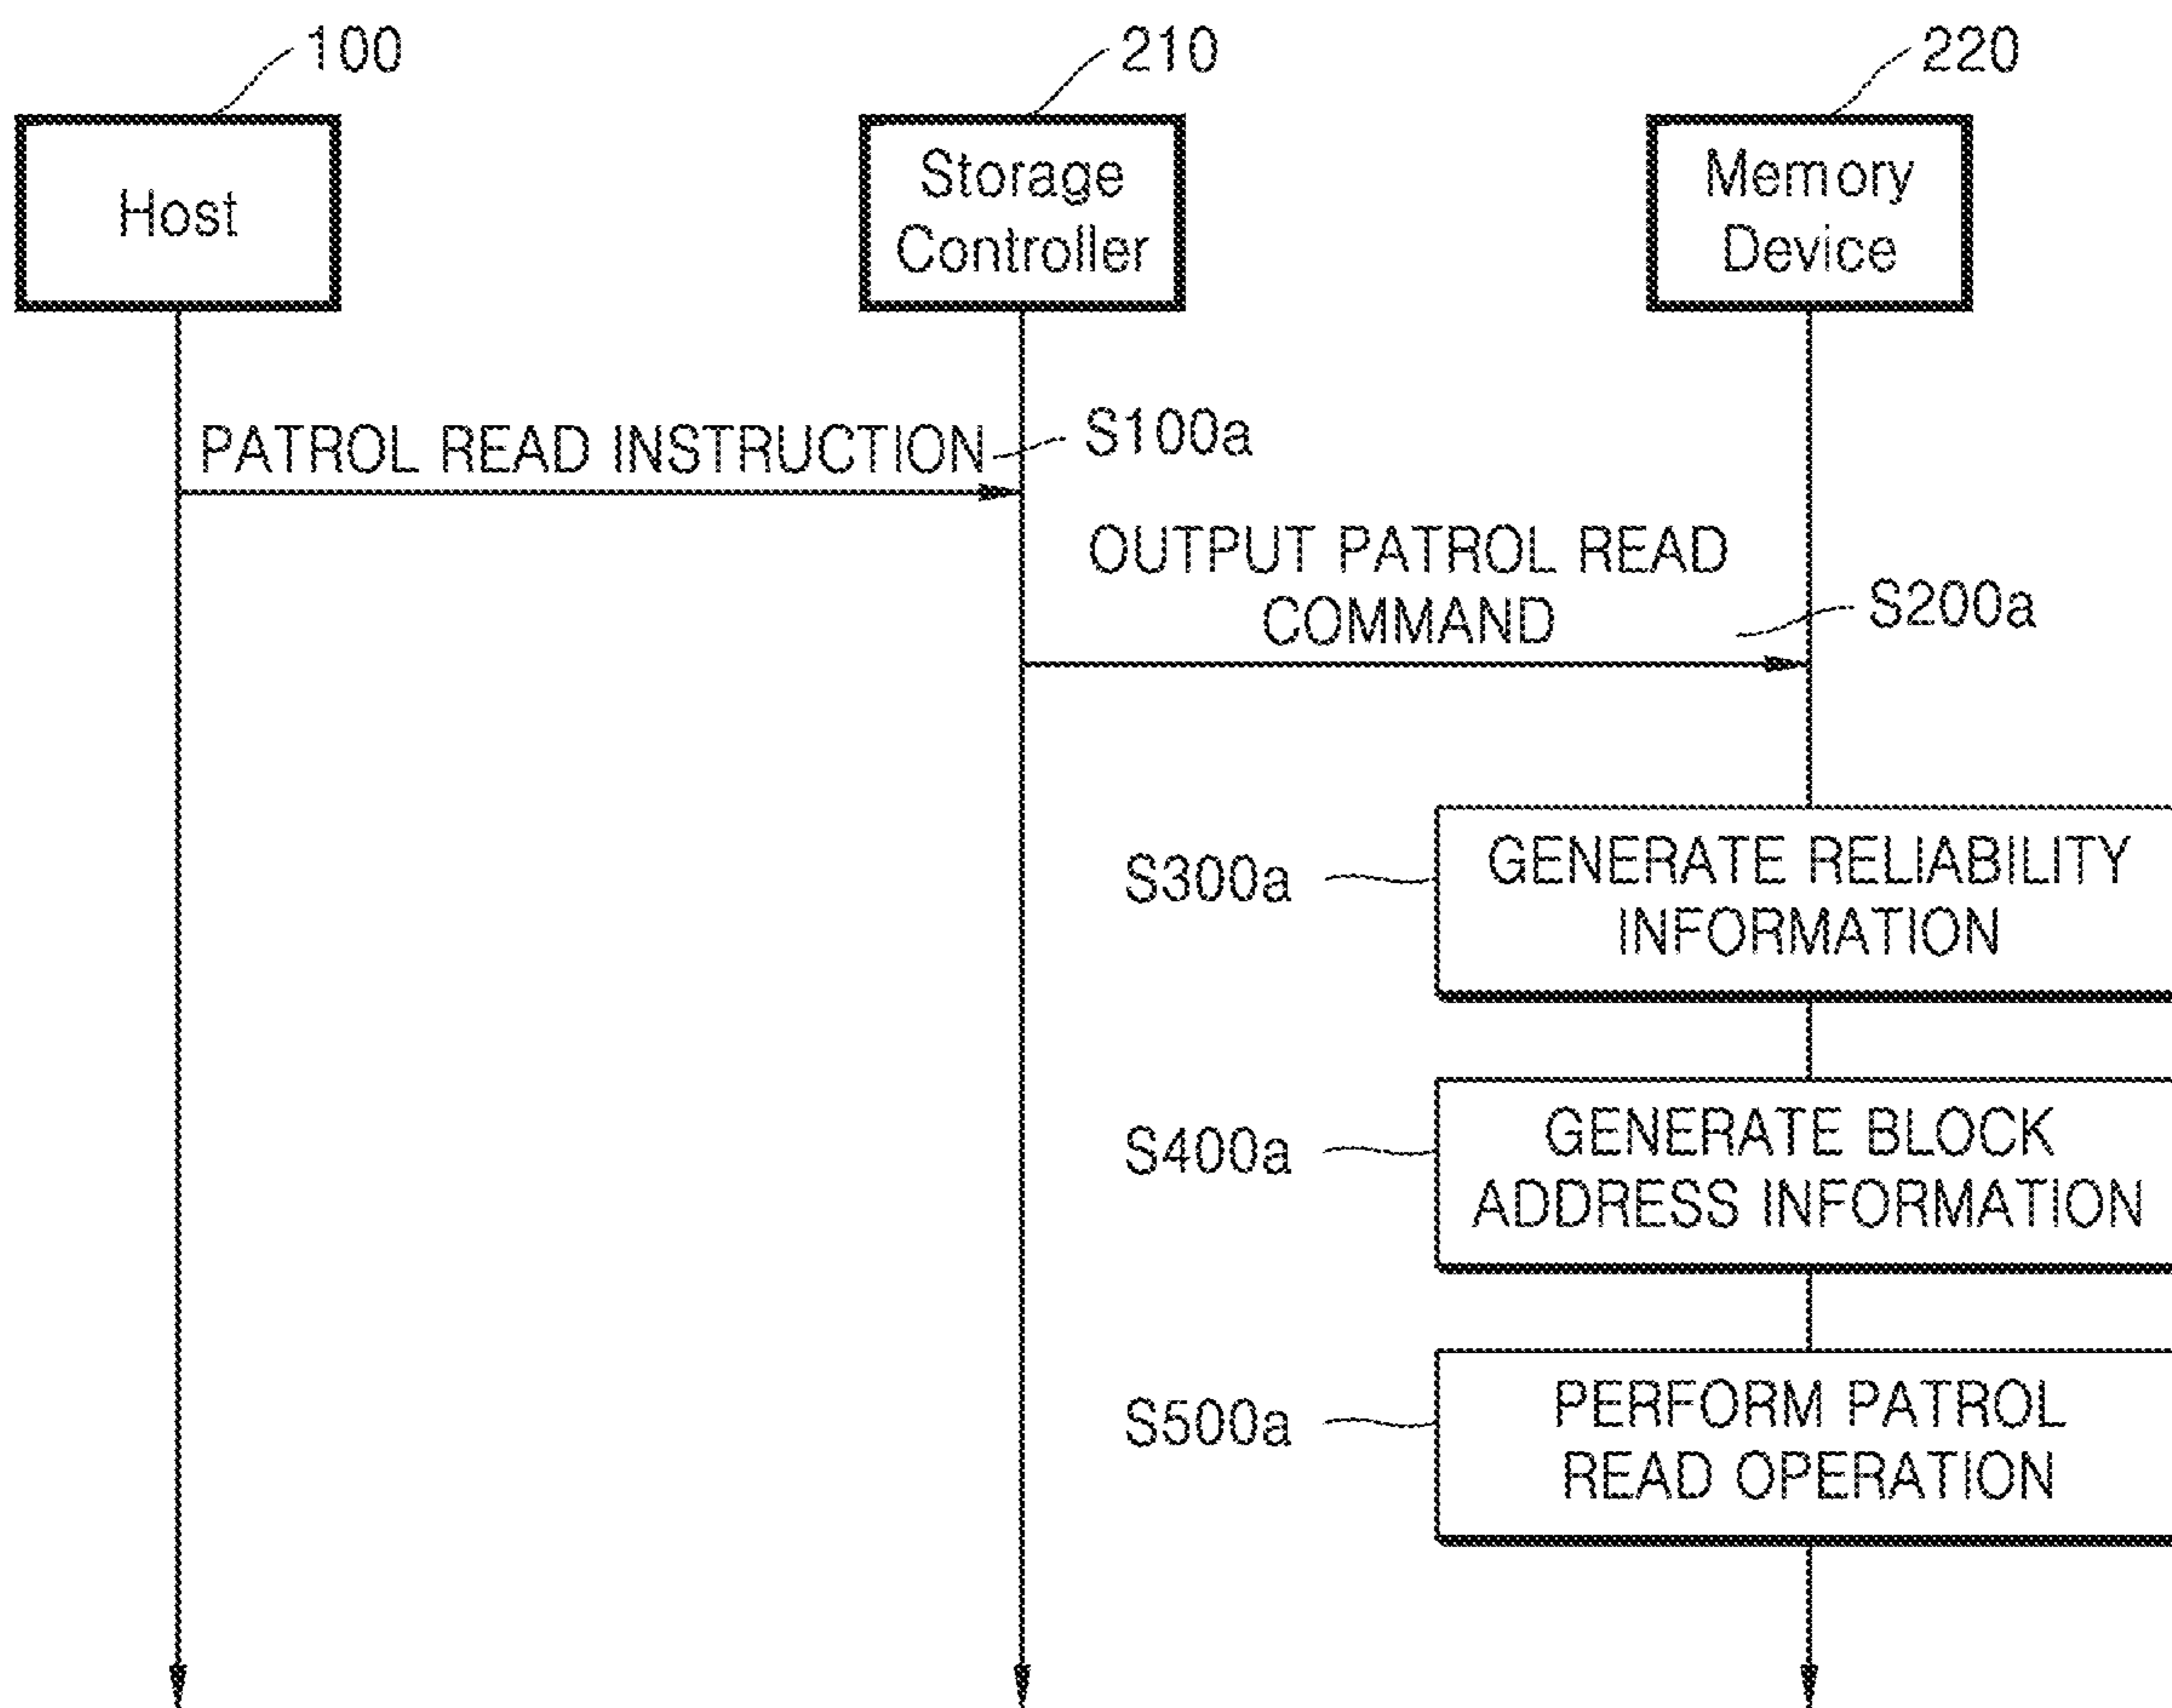 100
210
220
Host
Storage
Controller
Memory
Device
PATROL READ INSTRUCTION
S100a
OUTPUT PATROL READ
COMMAND
S200a
S300a
GENERATE RELIABILITY
INFORMATION
S400a
GENERATE BLOCK
ADDRESS INFORMATION
S500a
PERFORM PATROL
READ OPERATION